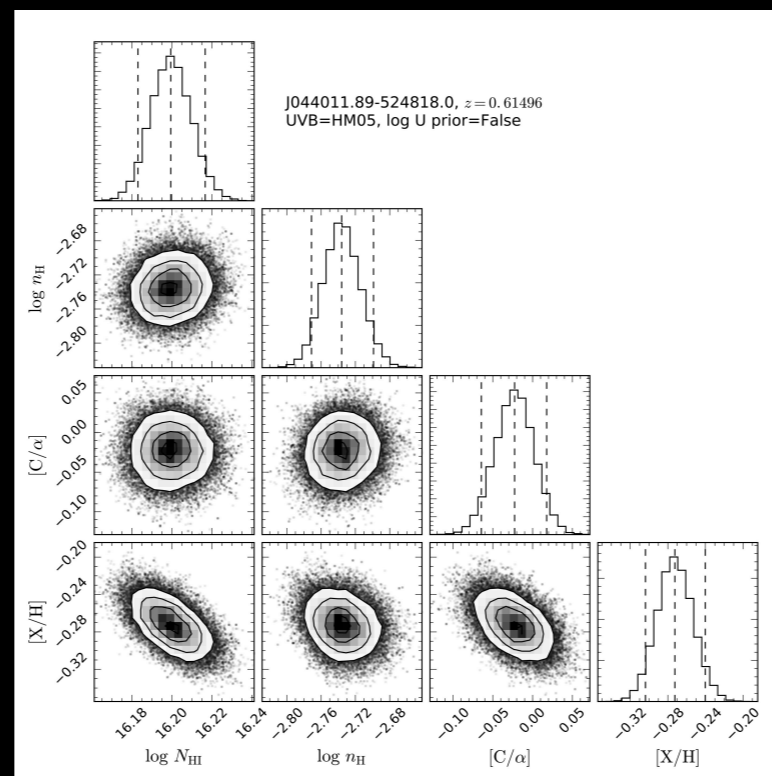 J044011.89-524818.0, z=0.61496
UVB=HM05, log U prior=False
log n_H
−2.68
−2.72
−2.76
−2.80
[C/α]
0.05
0.00
−0.05
−0.10
[X/H]
−0.20
−0.24
−0.28
−0.32
16.18 16.20 16.22 16.24
−2.80 −2.76 −2.72 −2.68
−0.10 −0.05 0.00 0.05
−0.32 −0.28 −0.24 −0.20
log N_HI
log n_H
[C/α]
[X/H]